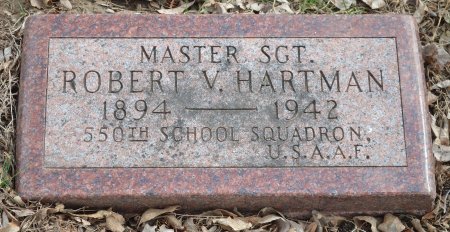 MASTER SGT.
ROBERT V. HARTMAN
1894 — 1942
550TH SCHOOL SQUADRON.
U.S.A.A.F.